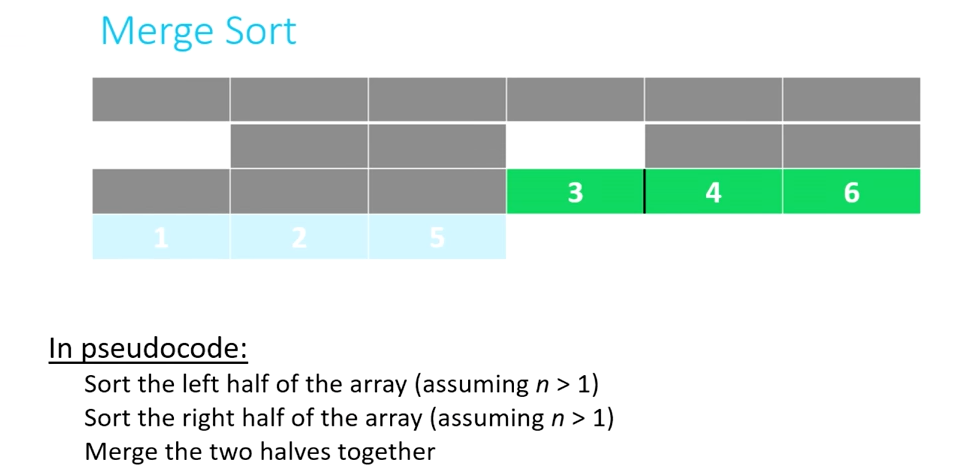 Merge Sort
3 4 6
1 2 5
In pseudocode:
Sort the left half of the array (assuming n > 1)
Sort the right half of the array (assuming n > 1)
Merge the two halves together